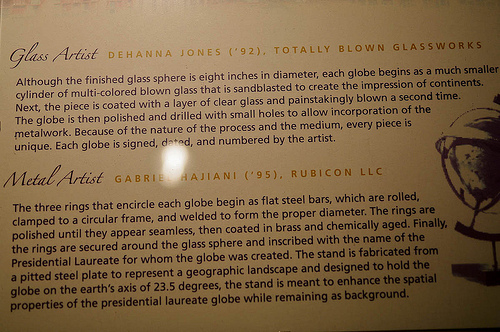 Glass Artist DEHANNA JONES ('92), TOTALLY BLOWN GLASSWORKS
Although the finished glass sphere is eight inches in diameter, each globe begins as a much smaller
cylinder of multi-colored blown glass that is sandblasted to create the impression of continents.
Next, the piece is coated with a layer of clear glass and painstakingly blown a second time.
The globe is then polished and drilled with small holes to allow incorporation of the
metalwork. Because of the nature of the process and the medium, every piece is
unique. Each globe is signed, dated, and numbered by the artist.
Metal Artist GABRIEL HAJIANI ('95), RUBICON LLC
The three rings that encircle each globe begin as flat steel bars, which are rolled,
clamped to a circular frame, and welded to form the proper diameter. The rings are
polished until they appear seamless, then coated in brass and chemically aged. Finally,
the rings are secured around the glass sphere and inscribed with the name of the
Presidential Laureate for whom the globe was created. The stand is fabricated from
a pitted steel plate to represent a geographic landscape and designed to hold the
globe on the earth's axis of 23.5 degrees, the stand is meant to enhance the spatial
properties of the presidential laureate globe while remaining as background.